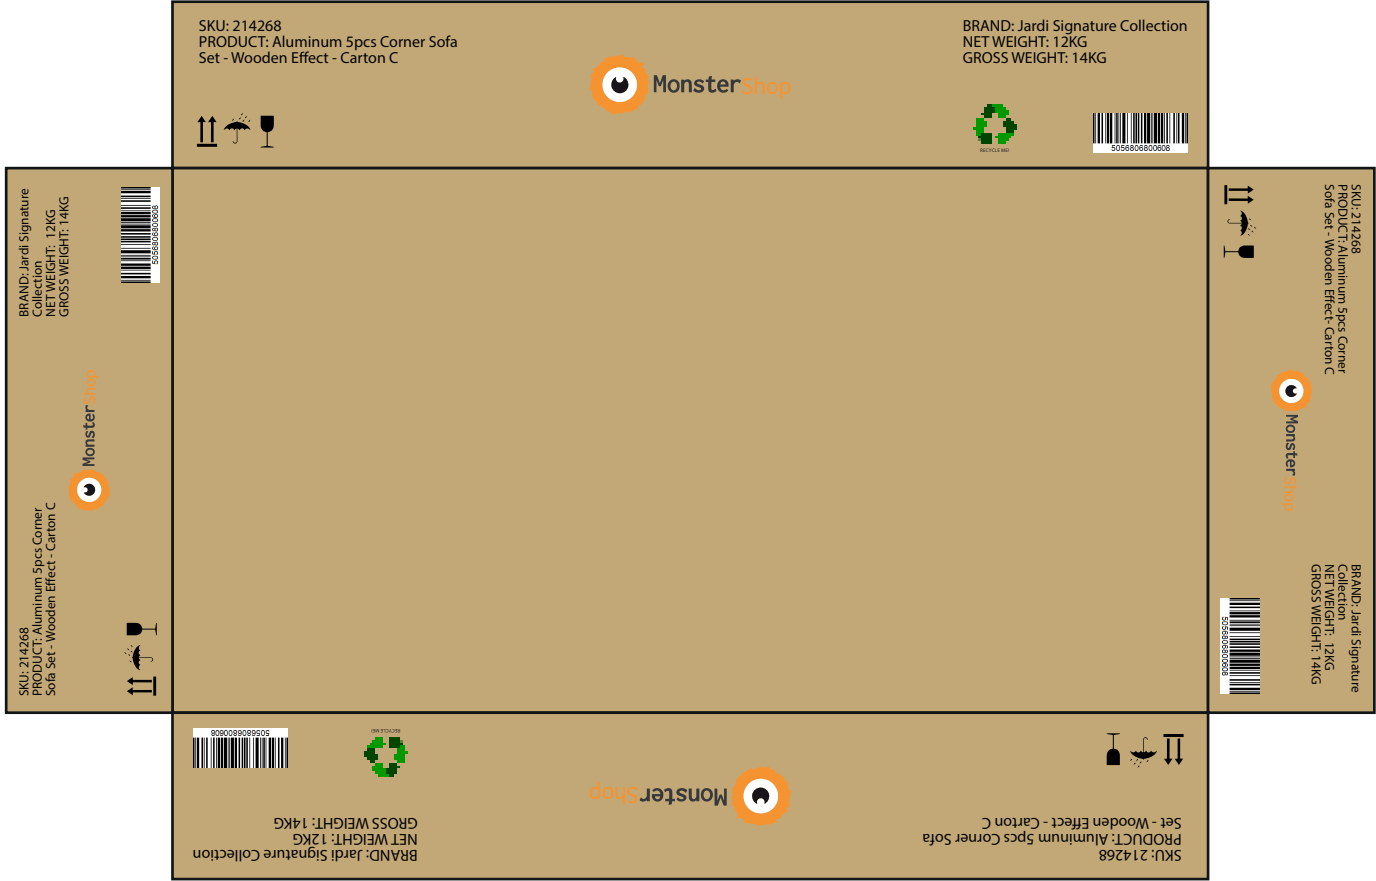 SKU: 214268
PRODUCT: Aluminum 5pcs Corner Sofa
Set - Wooden Effect - Carton C
MonsterShop
BRAND: Jardi Signature Collection
NET WEIGHT: 12KG
GROSS WEIGHT: 14KG
RECYCLE ME!
5056806800608
BRAND: Jardi Signature
Collection
NET WEIGHT: 12KG
GROSS WEIGHT: 14KG
5056806800608
MonsterShop
SKU: 214268
PRODUCT: Aluminum 5pcs Corner
Sofa Set - Wooden Effect - Carton C
SKU: 214268
PRODUCT: Aluminum 5pcs Corner
Sofa Set - Wooden Effect- Carton C
MonsterShop
BRAND: Jardi Signature
Collection
NET WEIGHT: 12KG
GROSS WEIGHT: 14KG
5056806800608
SKU: 214268
PRODUCT: Aluminum 5pcs Corner Sofa
Set - Wooden Effect - Carton C
MonsterShop
BRAND: Jardi Signature Collection
NET WEIGHT: 12KG
GROSS WEIGHT: 14KG
RECYCLE ME!
5056806800608